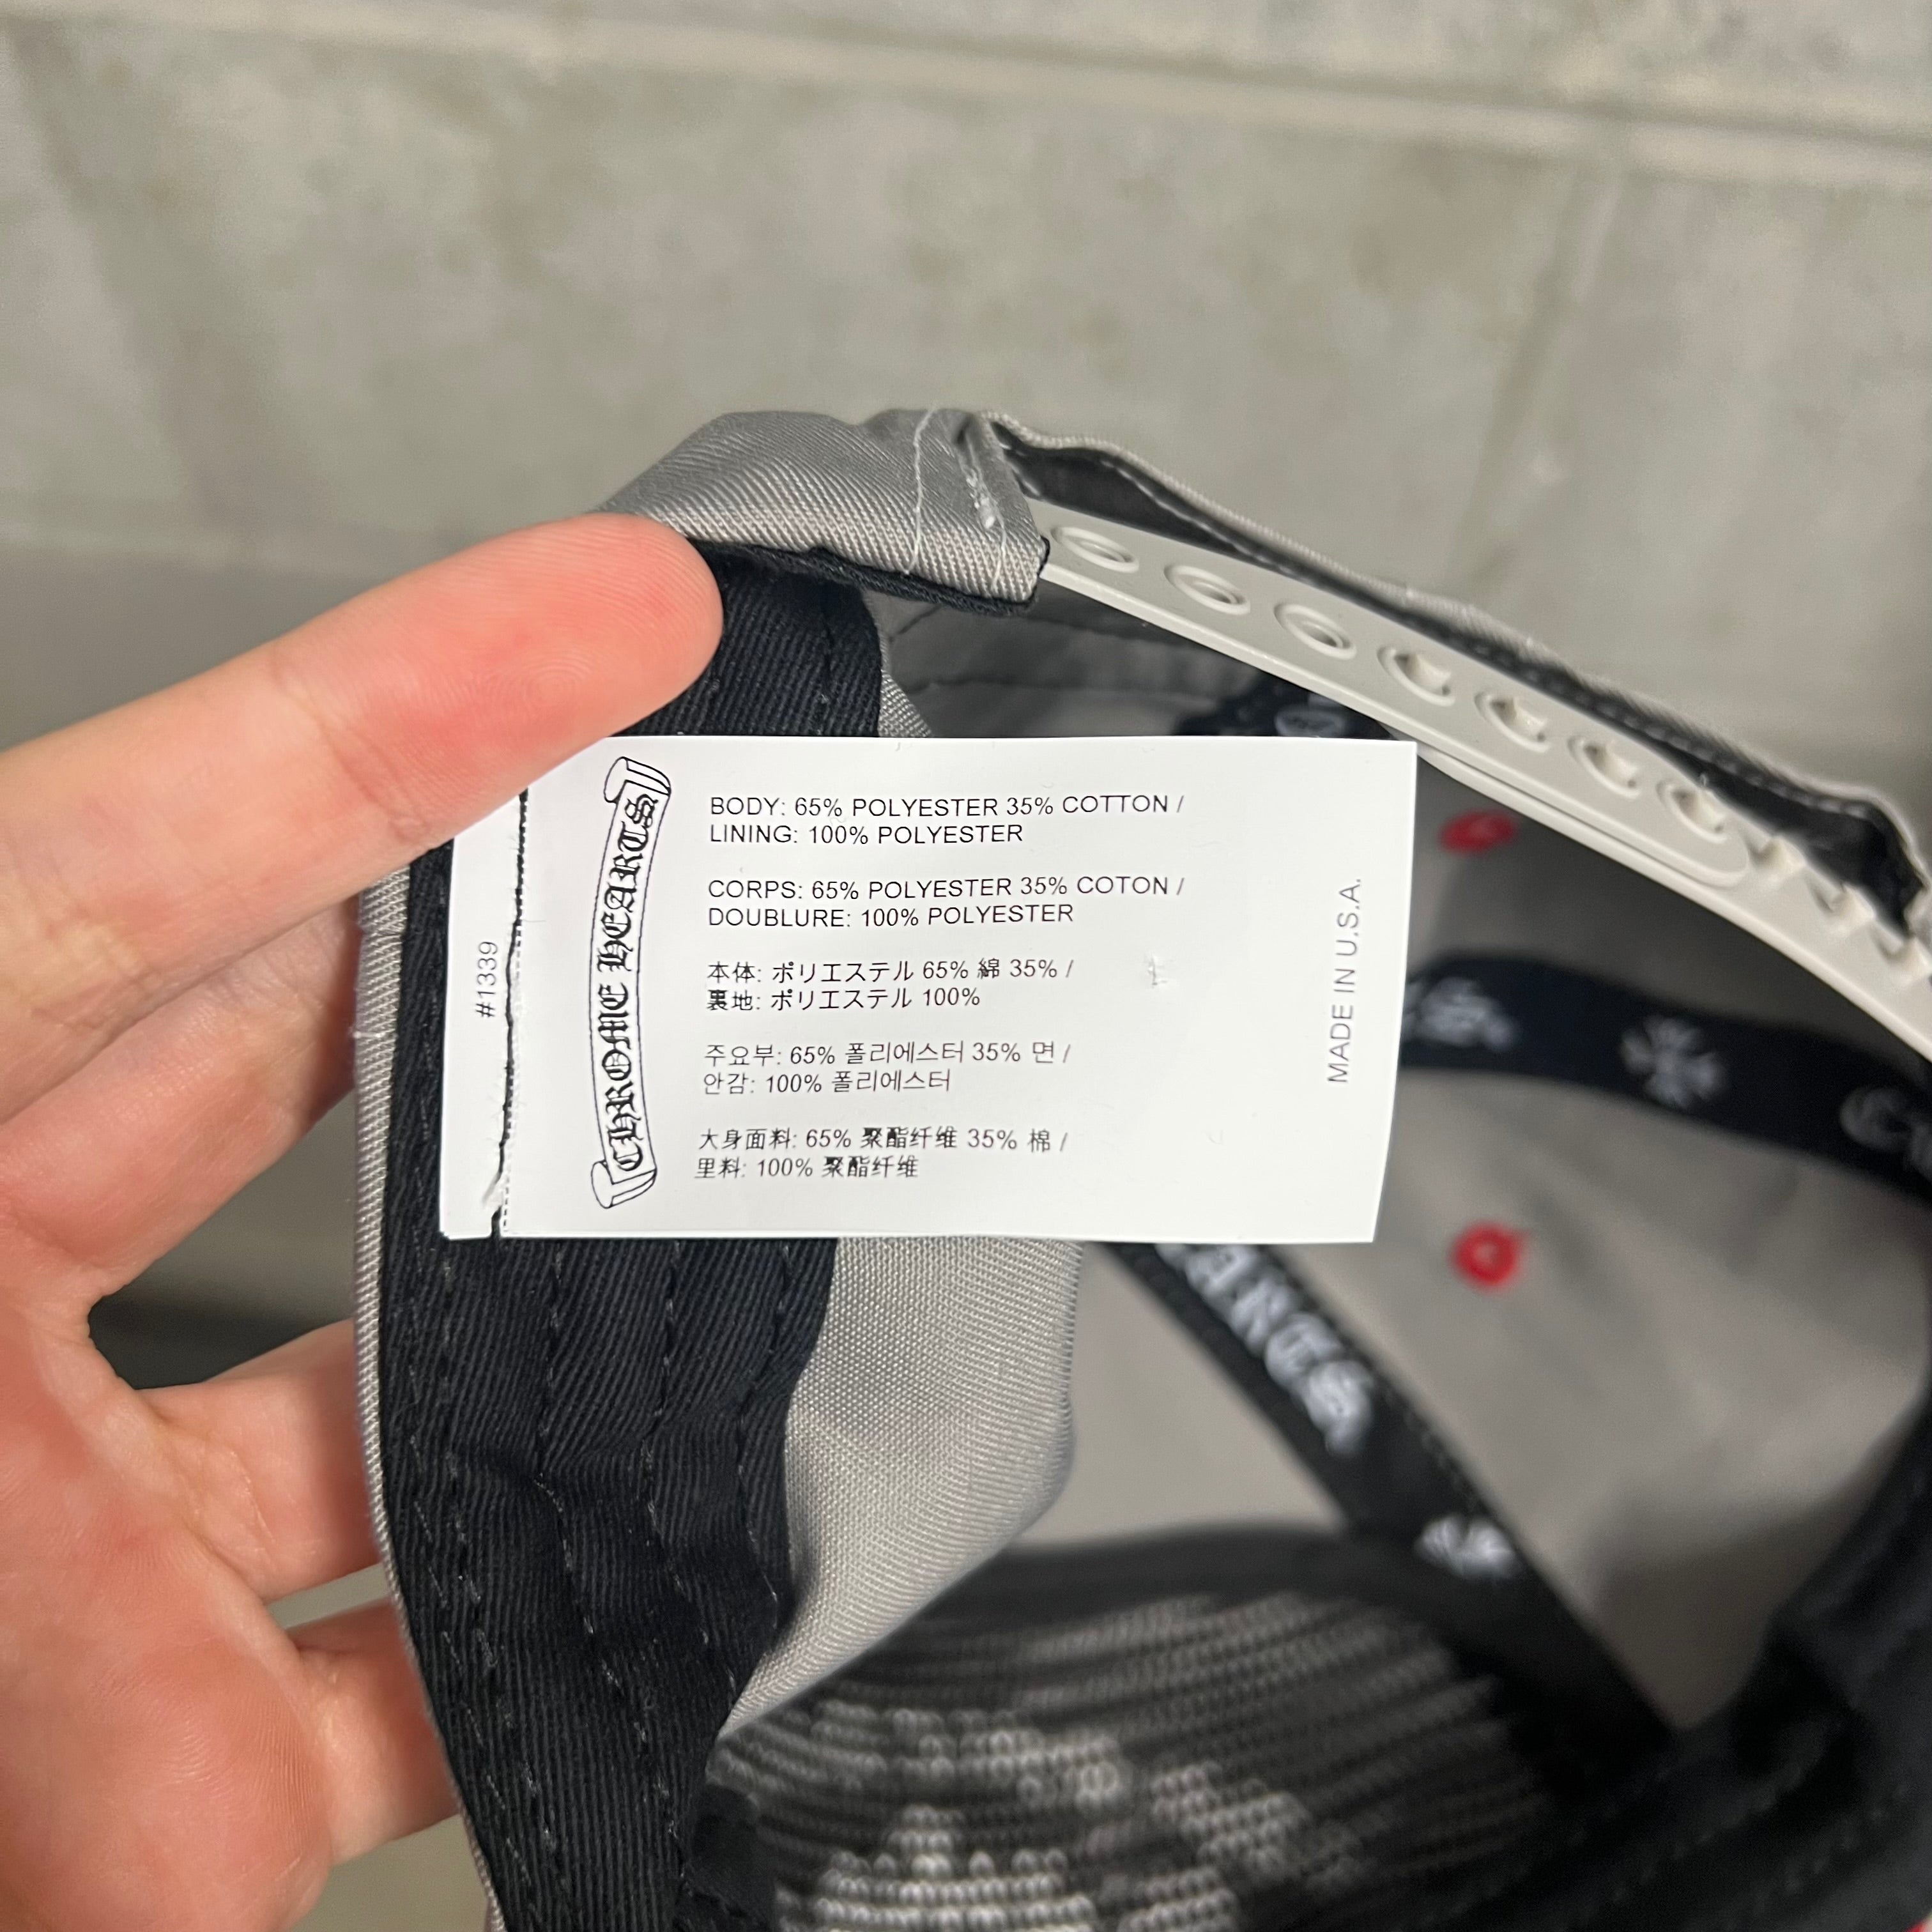 #1339
CHROME HEARTS
BODY: 65% POLYESTER 35% COTTON /
LINING: 100% POLYESTER
CORPS: 65% POLYESTER 35% COTON /
DOUBLURE: 100% POLYESTER
本体: ポリエステル 65% 綿 35% /
裏地: ポリエステル 100%
주요부: 65% 폴리에스터 35% 면 /
안감: 100% 폴리에스터
大身面料: 65% 聚酯纤维 35% 棉 /
里料: 100% 聚酯纤维
MADE IN U.S.A.